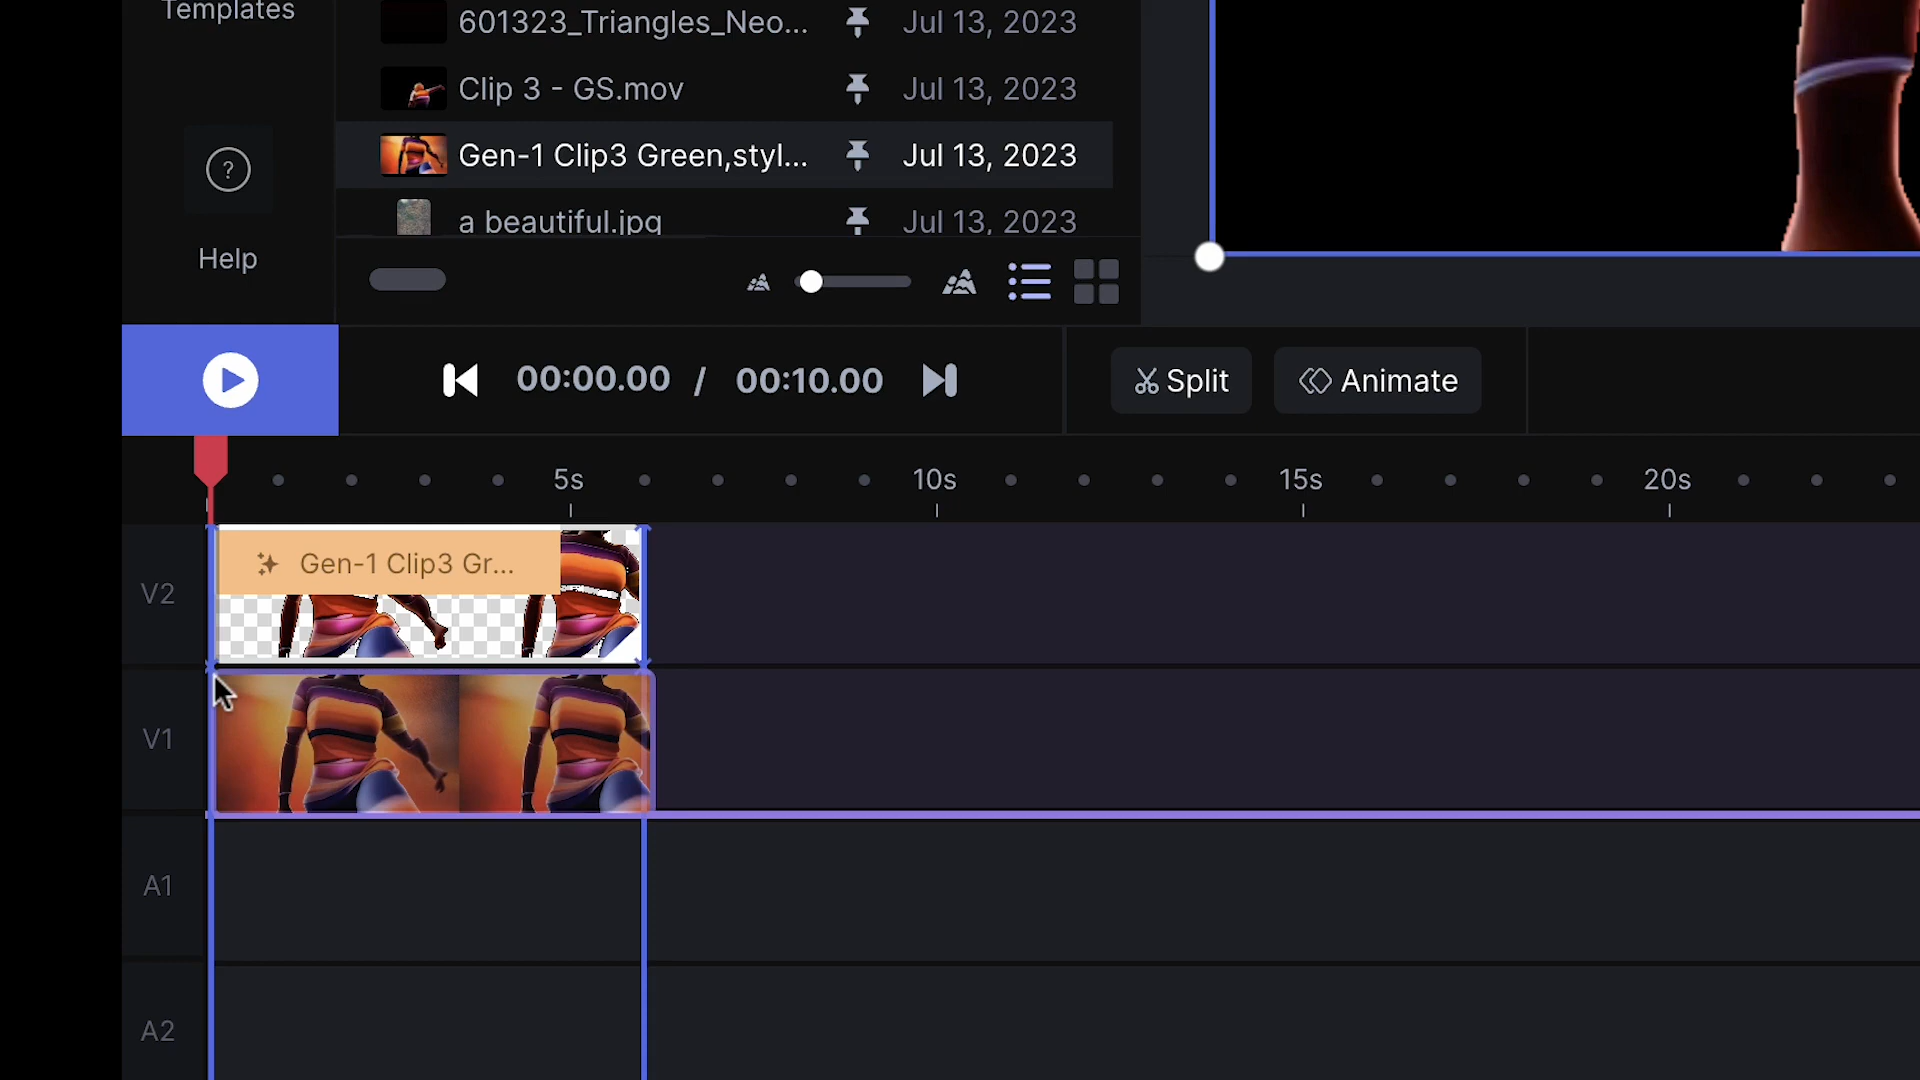 Templates
601323_Triangles_Neo... Jul 13, 2023
Clip 3 - GS.mov Jul 13, 2023
Gen-1 Clip3 Green,styl... Jul 13, 2023
a beautiful.jpg Jul 13, 2023
?
Help
00:00.00 / 00:10.00
Split
Animate
5s 10s 15s 20s
V2
Gen-1 Clip3 Gr...
V1
A1
A2